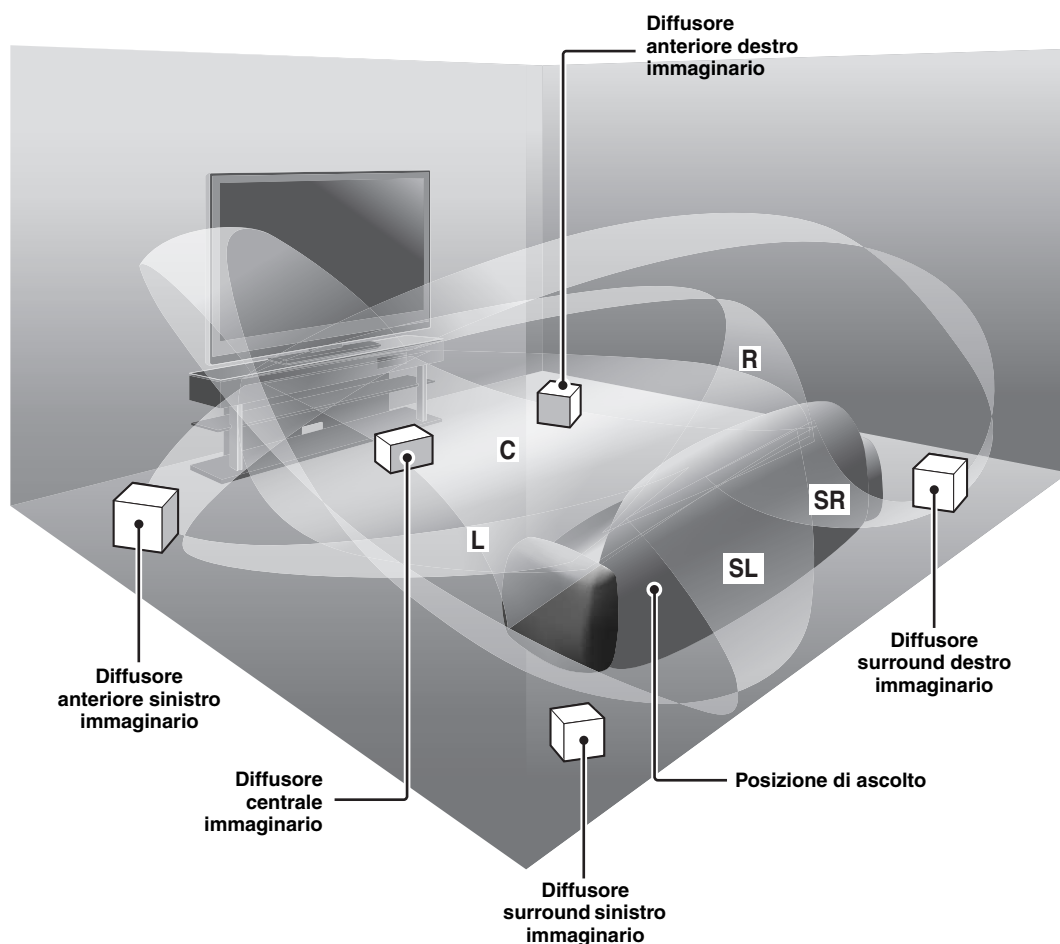 Diffusore
anteriore destro
immaginario
R
C
SR
L
SL
Diffusore
anteriore sinistro
immaginario
Diffusore
surround destro
immaginario
Diffusore
centrale
immaginario
Posizione di ascolto
Diffusore
surround sinistro
immaginario